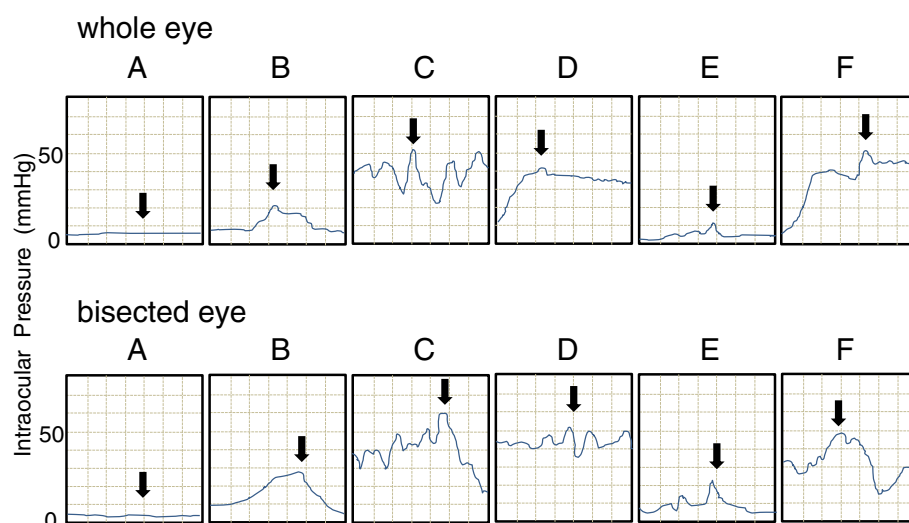 whole eye
A B C D E F
50
0
Intraocular Pressure (mmHg)
bisected eye
A B C D E F
50
0